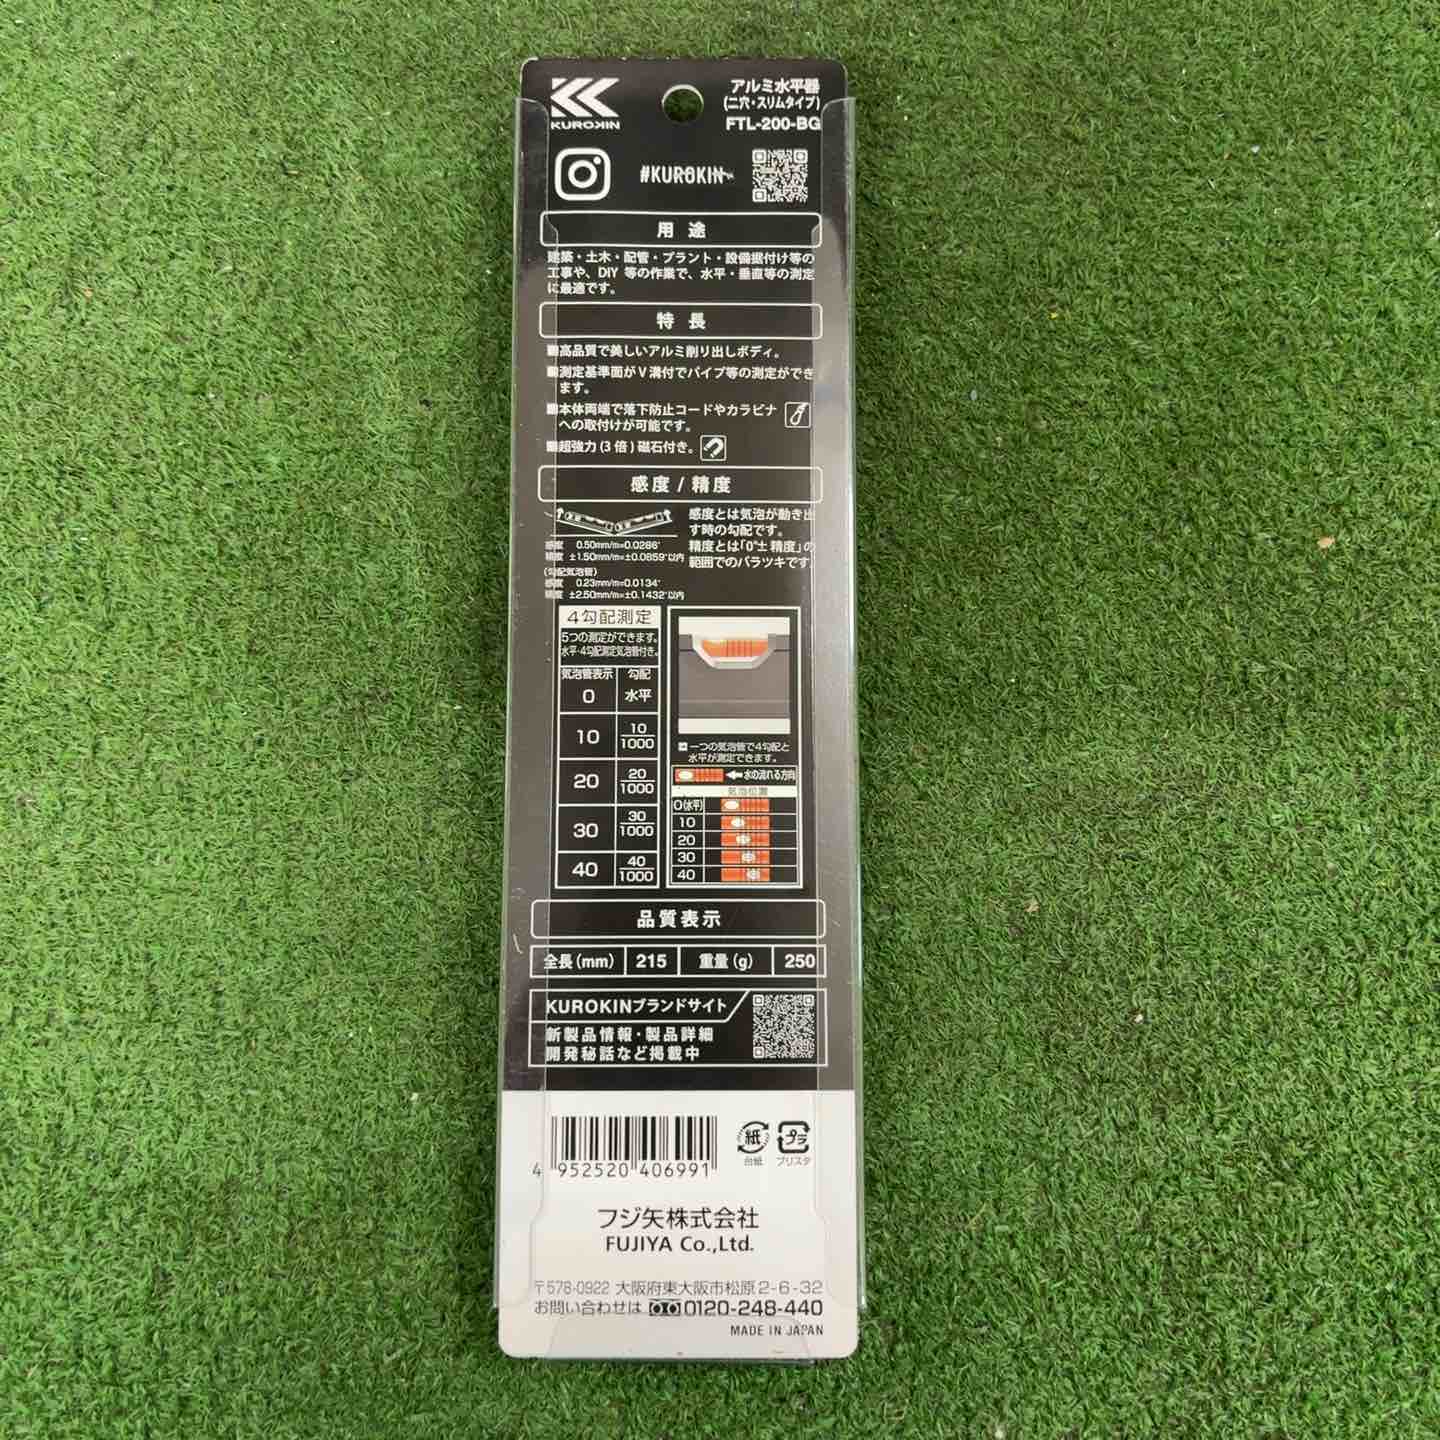 KUROKIN
アルミ水平器
(二穴・スリムタイプ)
FTL-200-BG
#KUROKIN
用途
建築・土木・配管・プラント・設備据付け等の
工事や、DIY 等の作業で、水平・垂直等の測定
に最適です。
特長
■高品質で美しいアルミ削り出しボディ。
■測定基準面がV溝付でパイプ等の測定ができ
ます。
■本体両端で落下防止コードやカラビナ
への取付けが可能です。
■超強力(3倍)磁石付き。
感度/精度
感度とは気泡が動き出
す時の勾配です。
精度とは「0°±精度」の
範囲でのバラツキです。
感度 0.50mm/m=0.0286°
精度 ±1.50mm/m=±0.0859°以内
(勾配気泡管)
感度 0.23mm/m=0.0134°
精度 ±2.50mm/m=±0.1432°以内
4勾配測定
5つの測定ができます。
水平・4勾配測定気泡管付き。
気泡管表示 勾配
0 水平
10 10/1000
20 20/1000
30 30/1000
40 40/1000
一つの気泡管で4勾配と
水平が測定できます。
水の流れる方向
気泡位置
0(水平)
10
20
30
40
品質表示
全長(mm) 215 重量(g) 250
KUROKINブランドサイト
新製品情報・製品詳細
開発秘話など掲載中
4 952520 406991
紙
台紙
プラ
ブリスタ
フジ矢株式会社
FUJIYA Co.,Ltd.
〒578-0922 大阪府東大阪市松原2-6-32
お問い合わせは 0120-248-440
MADE IN JAPAN